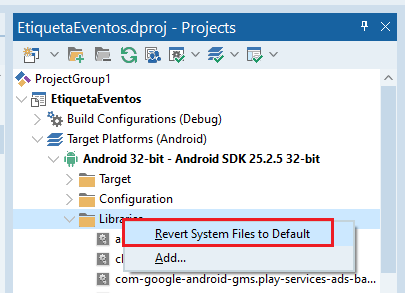 EtiquetaEventos.dproj - Projects
ProjectGroup1
EtiquetaEventos
Build Configurations (Debug)
Target Platforms (Android)
Android 32-bit - Android SDK 25.2.5 32-bit
Target
Configuration
Libraries
Revert System Files to Default
a
Add...
cl
com-google-android-gms.play-services-ads-ba...